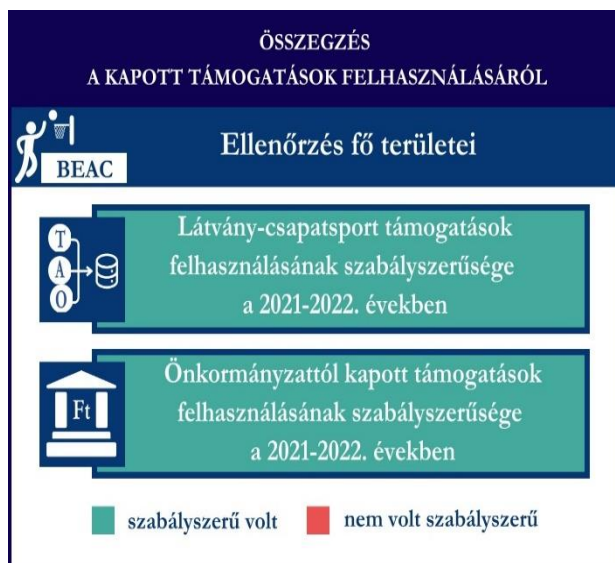 ÖSSZEGZÉS
A KAPOTT TÁMOGATÁSOK FELHASZNÁLÁSÁRÓL
BEAC
Ellenőrzés fő területei
T
A
O
Látvány-csapatsport támogatások
felhasználásának szabályszerűsége
a 2021-2022. években
Ft
Önkormányzattól kapott támogatások
felhasználásának szabályszerűsége
a 2021-2022. években
szabályszerű volt
nem volt szabályszerű